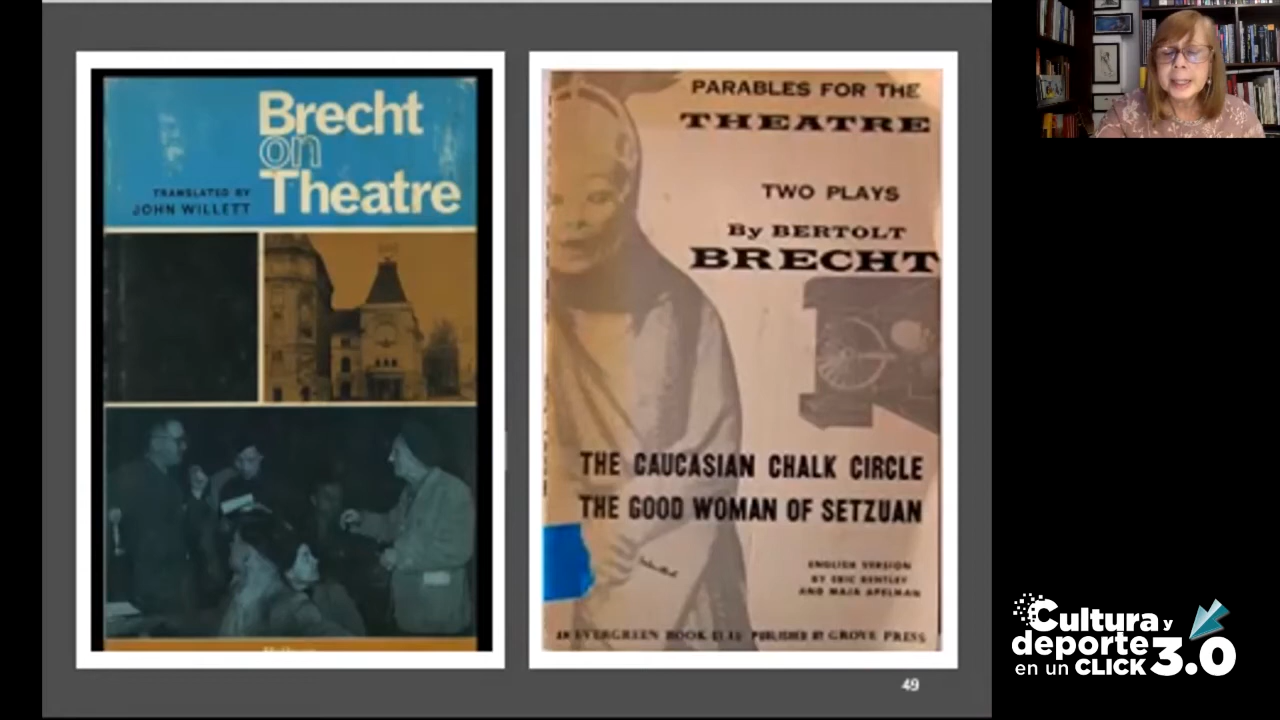 Brecht
on
Theatre
TRANSLATED BY
JOHN WILLETT
PARABLES FOR THE
THEATRE
TWO PLAYS
By BERTOLT
BRECHT
THE CAUCASIAN CHALK CIRCLE
THE GOOD WOMAN OF SETZUAN
ENGLISH VERSION
BY ERIC BENTLEY
AND MAJA APELMAN
AN EVERGREEN BOOK PUBLISHED BY GROVE PRESS
49
Cultura y
deporte
en un CLICK 3.0